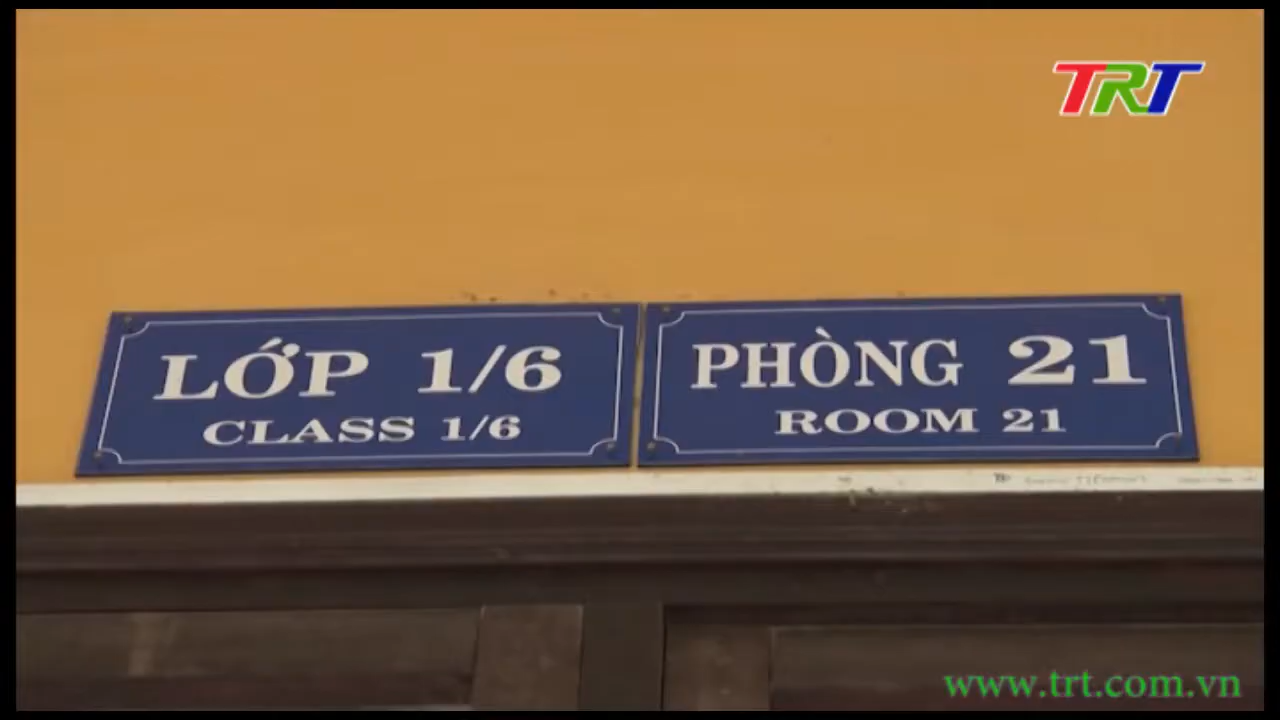 TRT
LỚP 1/6
CLASS 1/6
PHÒNG 21
ROOM 21
www.trt.com.vn